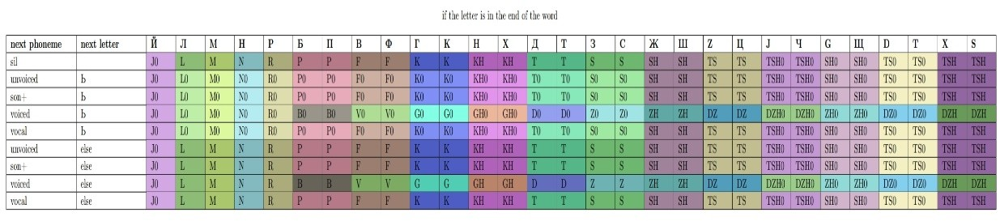 if the letter is in the end of the word
next phoneme next letter Й Л М Н Р Б П В Ф Г К H Х Д Т З С Ж Ш Z Ц J Ч G Щ D T X S
sil J0 L M N R P P F F K K KH KH T T S S SH SH TS TS TSH0 TSH0 SH0 SH0 TS0 TS0 TSH TSH
unvoiced Ь J0 L0 M0 N0 R0 P0 P0 F0 F0 K0 K0 KH0 KH0 T0 T0 S0 S0 SH SH TS TS TSH0 TSH0 SH0 SH0 TS0 TS0 TSH TSH
son+ Ь J0 L0 M0 N0 R0 P0 P0 F0 F0 K0 K0 KH0 KH0 T0 T0 S0 S0 SH SH TS TS TSH0 TSH0 SH0 SH0 TS0 TS0 TSH TSH
voiced Ь J0 L0 M0 N0 R0 B0 B0 V0 V0 G0 G0 GH0 GH0 D0 D0 Z0 Z0 ZH ZH DZ DZ DZH0 DZH0 ZH0 ZH0 DZ0 DZ0 DZH DZH
vocal Ь J0 L0 M0 N0 R0 P0 P0 F0 F0 K0 K0 KH0 KH0 T0 T0 S0 S0 SH SH TS TS TSH0 TSH0 SH0 SH0 TS0 TS0 TSH TSH
unvoiced else J0 L M N R P P F F K K KH KH T T S S SH SH TS TS TSH0 TSH0 SH0 SH0 TS0 TS0 TSH TSH
son+ else J0 L M N R P P F F K K KH KH T T S S SH SH TS TS TSH0 TSH0 SH0 SH0 TS0 TS0 TSH TSH
voiced else J0 L M N R B B V V G G GH GH D D Z Z ZH ZH DZ DZ DZH0 DZH0 ZH0 ZH0 DZ0 DZ0 DZH DZH
vocal else J0 L M N R P P F F K K KH KH T T S S SH SH TS TS TSH0 TSH0 SH0 SH0 TS0 TS0 TSH TSH